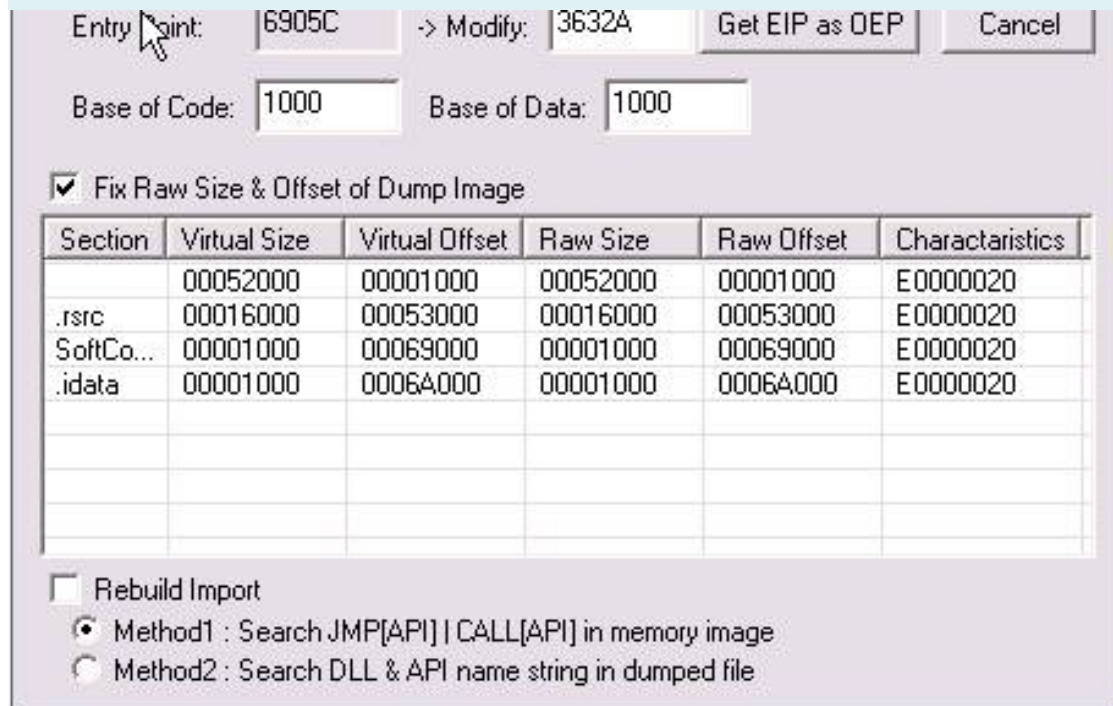 Entry Point: 6905C -> Modify: 3632A Get EIP as OEP Cancel
Base of Code: 1000 Base of Data: 1000
Fix Raw Size & Offset of Dump Image
Section Virtual Size Virtual Offset Raw Size Raw Offset Charactaristics
00052000 00001000 00052000 00001000 E0000020
.rsrc 00016000 00053000 00016000 00053000 E0000020
SoftCo... 00001000 00069000 00001000 00069000 E0000020
.idata 00001000 0006A000 00001000 0006A000 E0000020
Rebuild Import
Method1 : Search JMP[API] | CALL[API] in memory image
Method2 : Search DLL & API name string in dumped file